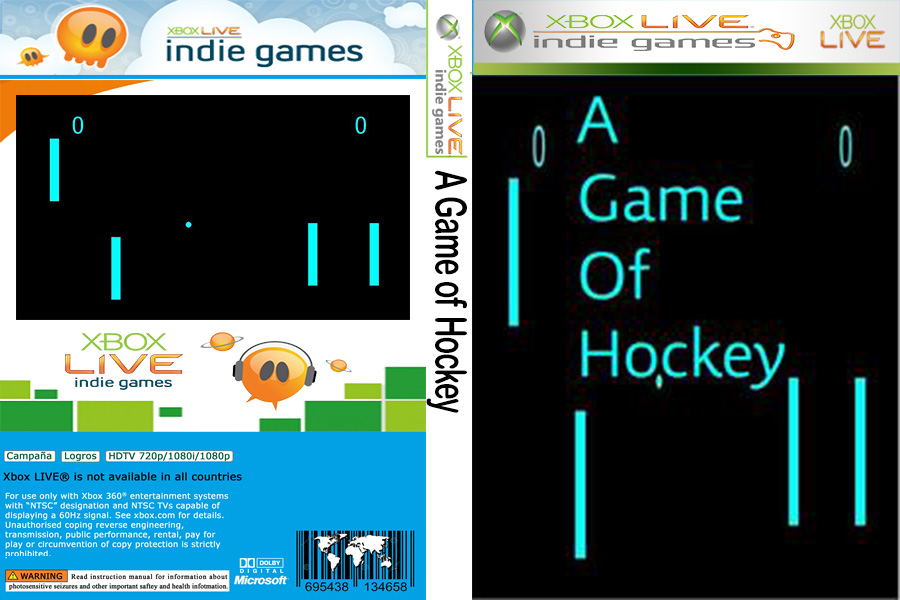 XBOX LIVE
indie games
0 0
XBOX
LIVE
indie games
Campaña Logros HDTV 720p/1080i/1080p
Xbox LIVE® is not available in all countries
For use only with Xbox 360® entertainment systems
with "NTSC" designation and NTSC TVs capable of
displaying a 60Hz signal. See xbox.com for details.
Unauthorised coping reverse engineering,
transmission, public performance, rental, pay for
play or circumvention of copy protection is strictly
prohibited.
WARNING Read instruction manual for information about
photosensitive seizures and other important saftey and health infotmation.
DOLBY
DIGITAL
Microsoft®
695438 134658
XBOX LIVE
indie games
A Game of Hockey
XBOX LIVE
indie games
XBOX
LIVE
0 0
A
Game
Of
Hockey